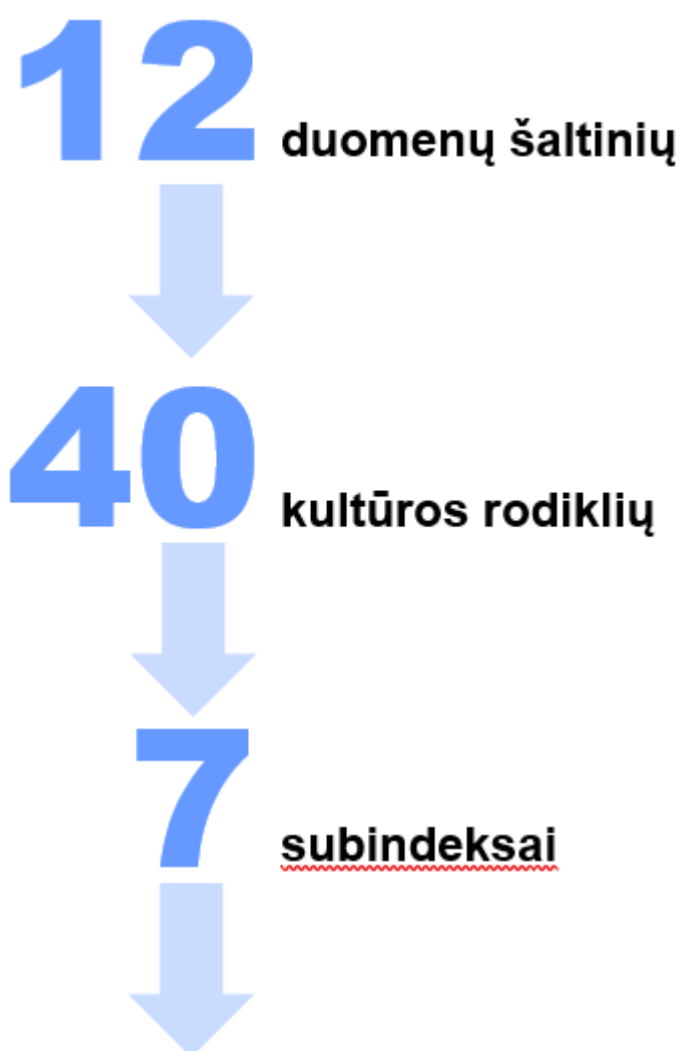 12 duomenų šaltinių
40 kultūros rodiklių
7 subindeksai